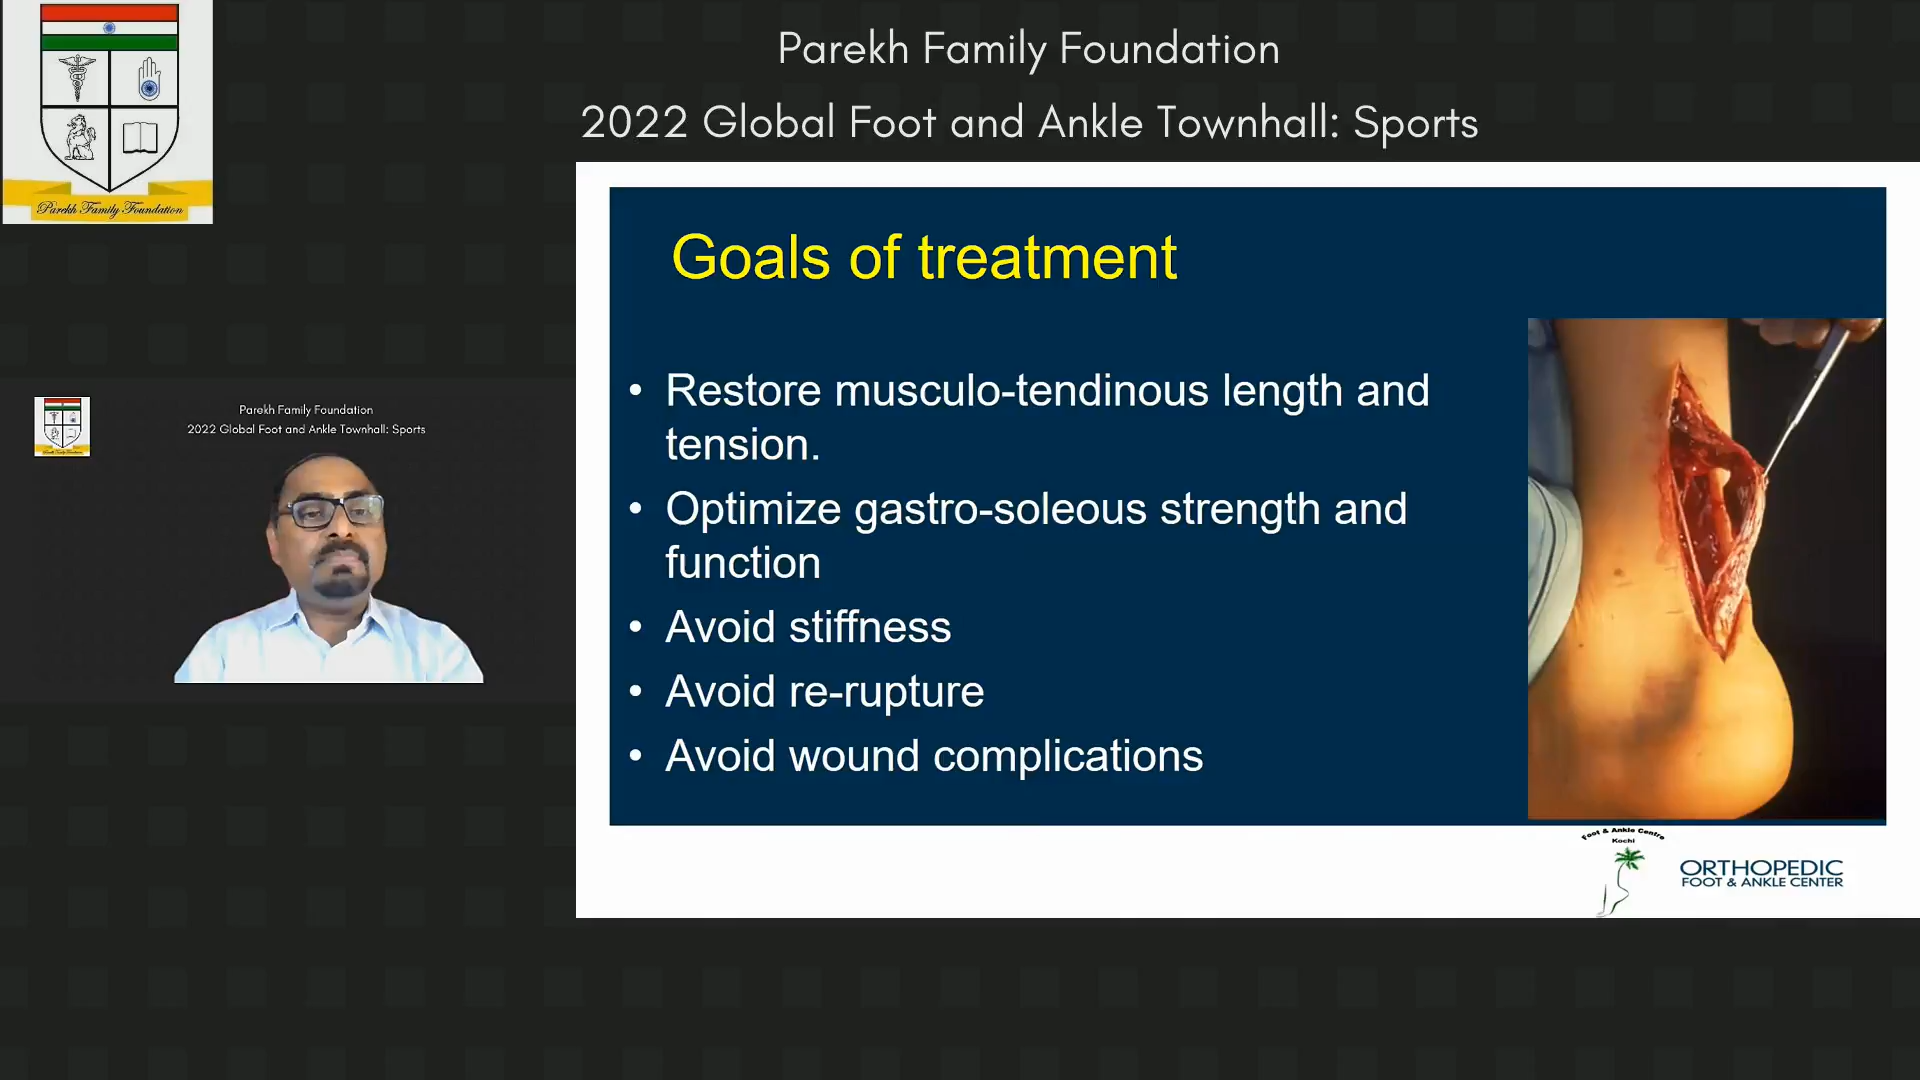 Parekh Family Foundation
2022 Global Foot and Ankle Townhall: Sports
Parekh Family Foundation
Parekh Family Foundation
2022 Global Foot and Ankle Townhall: Sports
Goals of treatment
• Restore musculo-tendinous length and
tension.
• Optimize gastro-soleous strength and
function
• Avoid stiffness
• Avoid re-rupture
• Avoid wound complications
Foot & Ankle Centre
Kochi
ORTHOPEDIC
FOOT & ANKLE CENTER